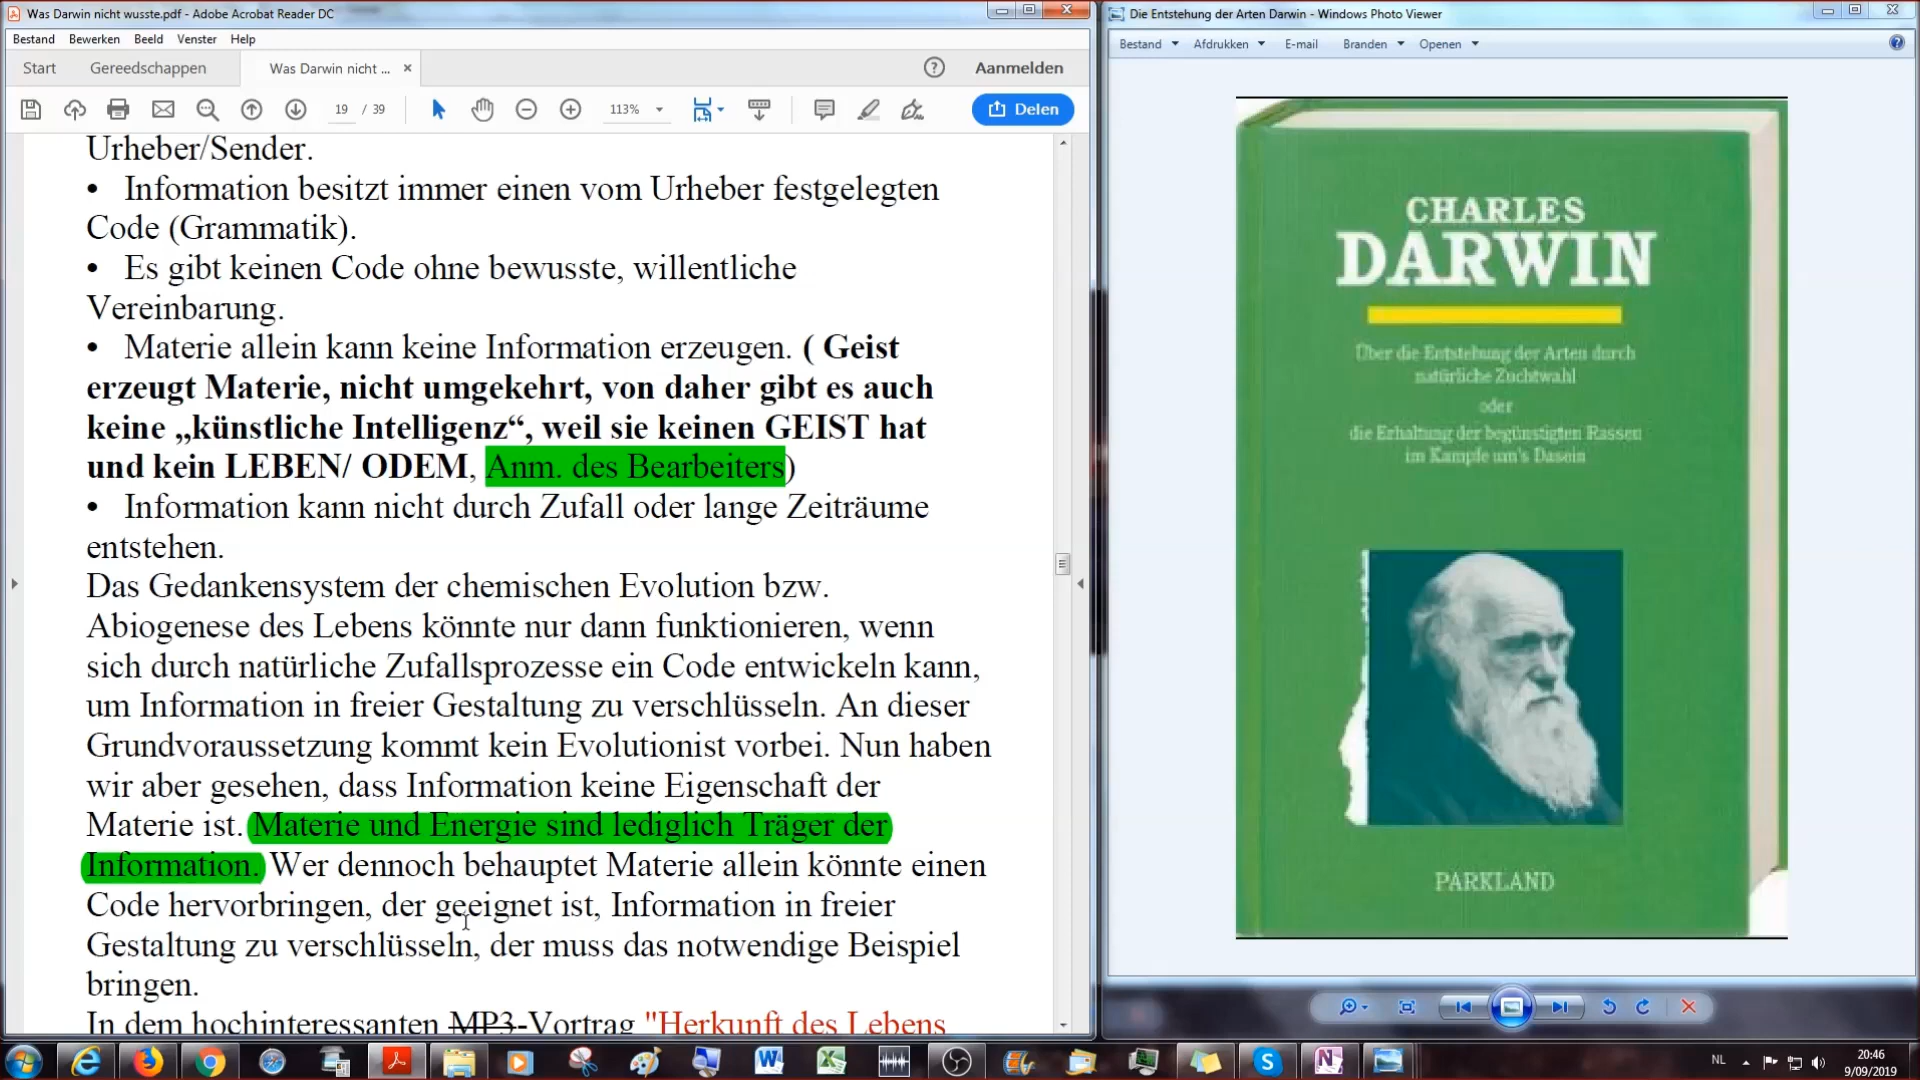 Was Darwin nicht wusste.pdf - Adobe Acrobat Reader DC
Bestand Bewerken Beeld Venster Help
Start Gereedschappen Was Darwin nicht ... × Aanmelden
19 / 39 113% Delen
Urheber/Sender.
• Information besitzt immer einen vom Urheber festgelegten
Code (Grammatik).
• Es gibt keinen Code ohne bewusste, willentliche
Vereinbarung.
• Materie allein kann keine Information erzeugen. ( Geist
erzeugt Materie, nicht umgekehrt, von daher gibt es auch
keine „künstliche Intelligenz“, weil sie keinen GEIST hat
und kein LEBEN/ ODEM, Anm. des Bearbeiters)
• Information kann nicht durch Zufall oder lange Zeiträume
entstehen.
Das Gedankensystem der chemischen Evolution bzw.
Abiogenese des Lebens könnte nur dann funktionieren, wenn
sich durch natürliche Zufallsprozesse ein Code entwickeln kann,
um Information in freier Gestaltung zu verschlüsseln. An dieser
Grundvoraussetzung kommt kein Evolutionist vorbei. Nun haben
wir aber gesehen, dass Information keine Eigenschaft der
Materie ist. Materie und Energie sind lediglich Träger der
Information. Wer dennoch behauptet Materie allein könnte einen
Code hervorbringen, der geeignet ist, Information in freier
Gestaltung zu verschlüsseln, der muss das notwendige Beispiel
bringen.
In dem hochinteressanten MP3-Vortrag "Herkunft des Lebens
Die Entstehung der Arten Darwin - Windows Photo Viewer
Bestand Afdrukken E-mail Branden Openen
CHARLES
DARWIN
Über die Entstehung der Arten durch
natürliche Zuchtwahl
oder
die Erhaltung der begünstigten Rassen
im Kampfe um's Dasein
PARKLAND
NL
20:46
9/09/2019